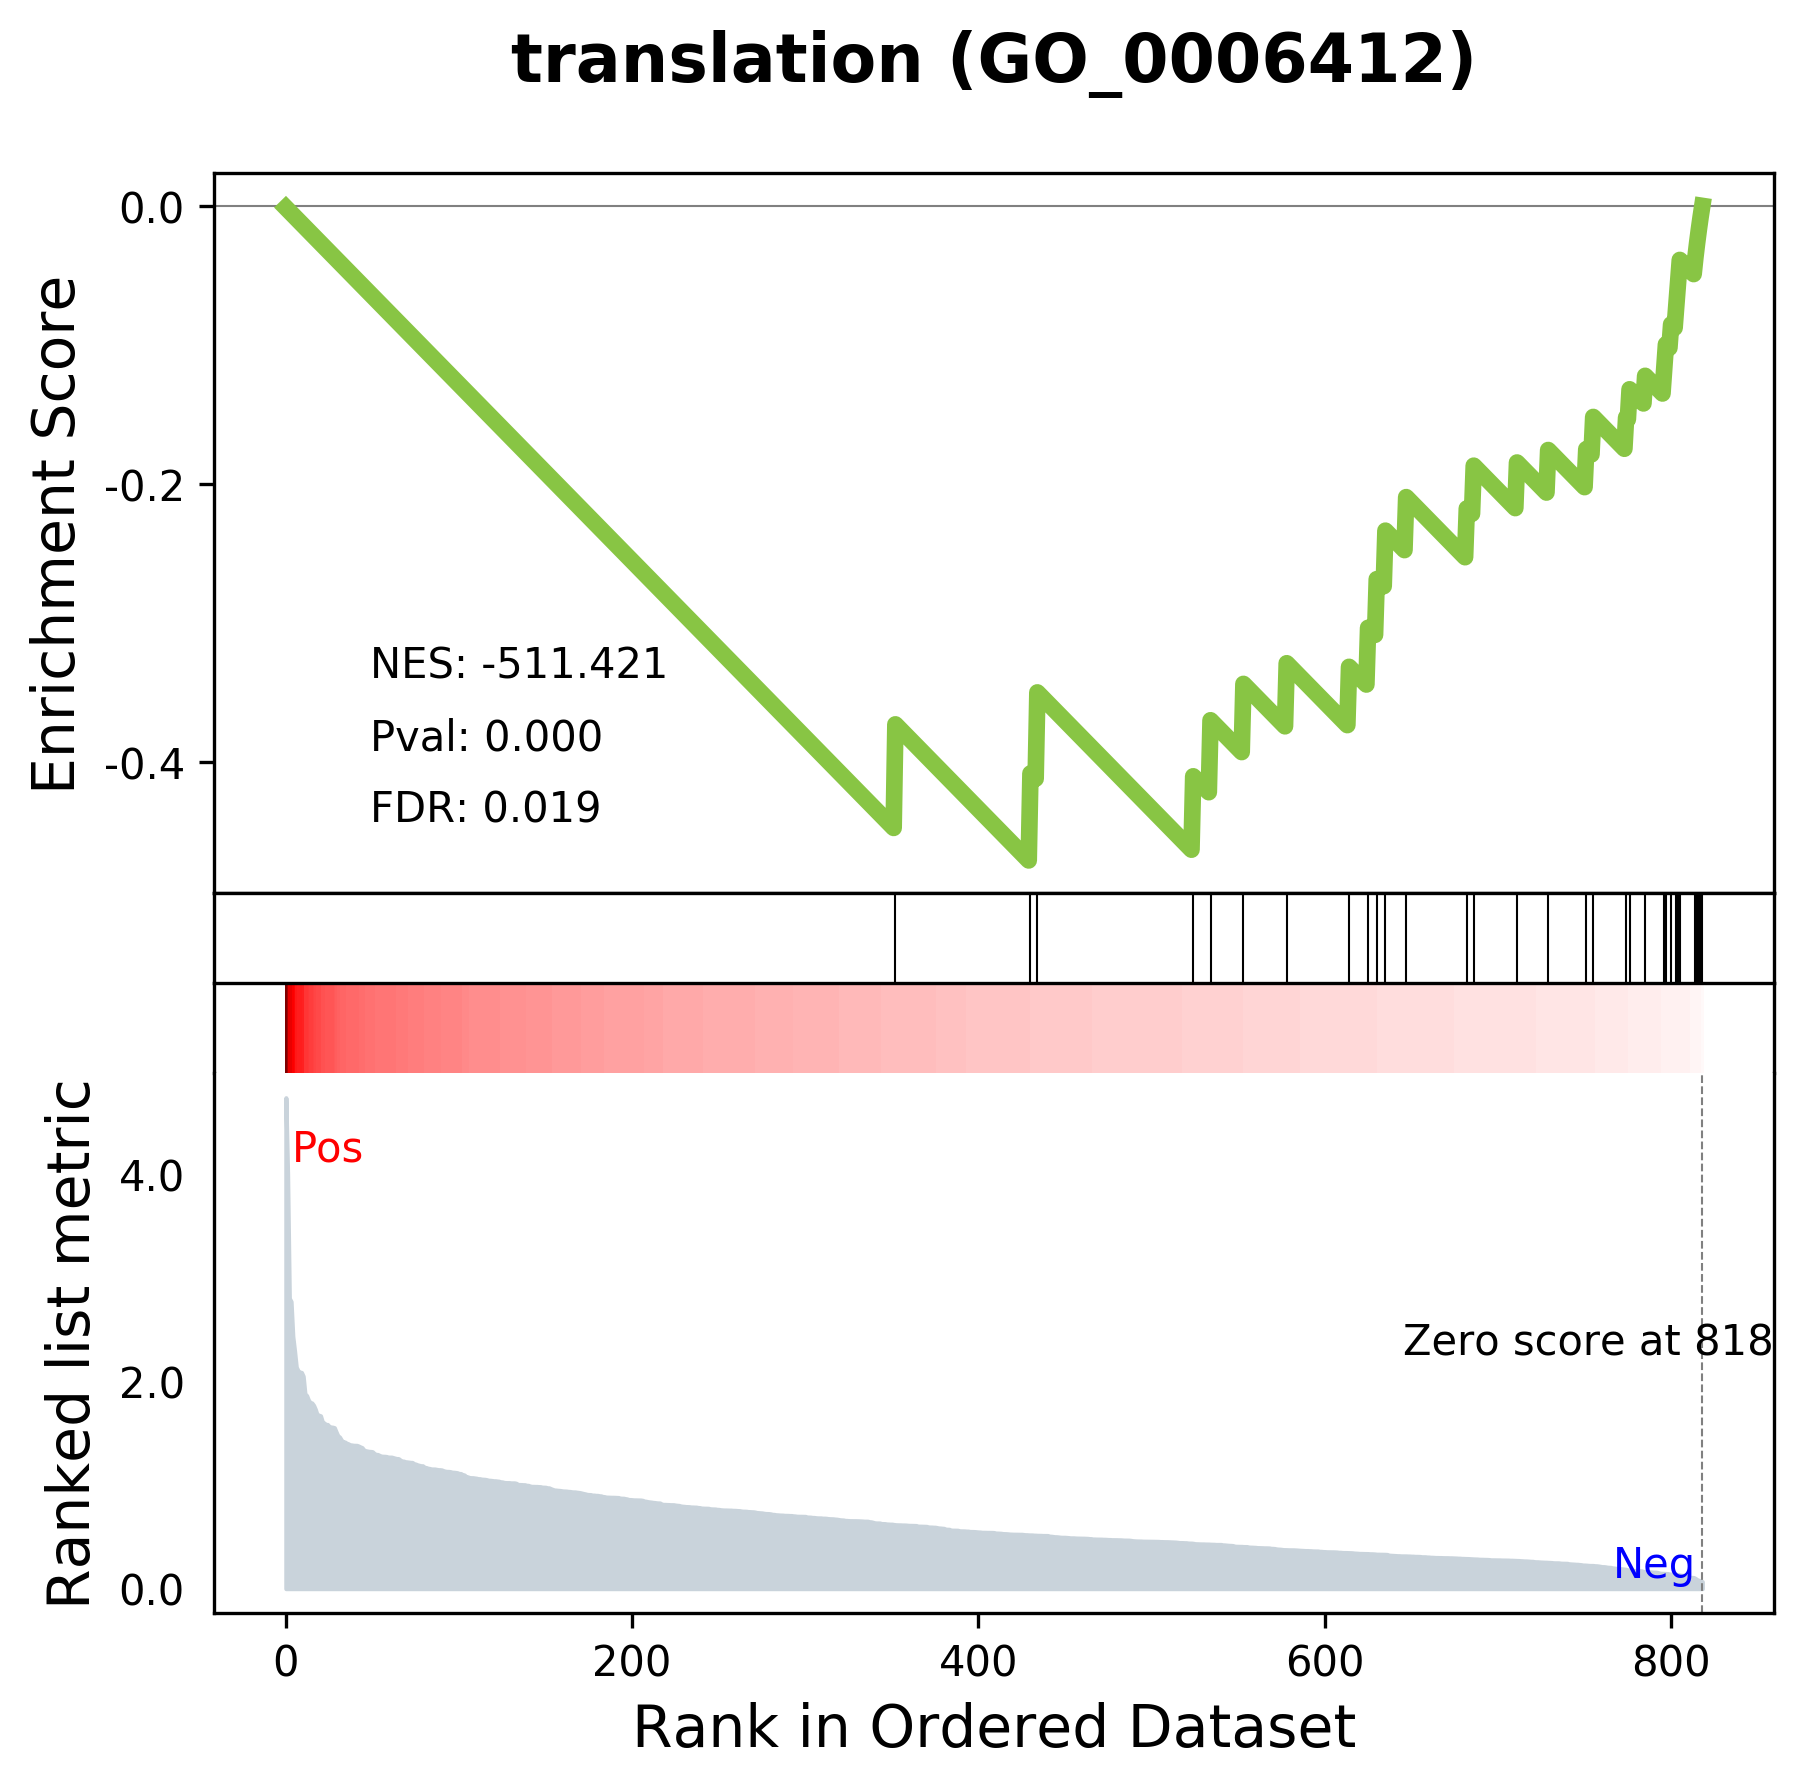 translation (GO_0006412)
Enrichment Score
0.0
-0.2
-0.4
NES: -511.421
Pval: 0.000
FDR: 0.019
Ranked list metric
4.0
2.0
0.0
Pos
Zero score at 818
Neg
0 200 400 600 800
Rank in Ordered Dataset